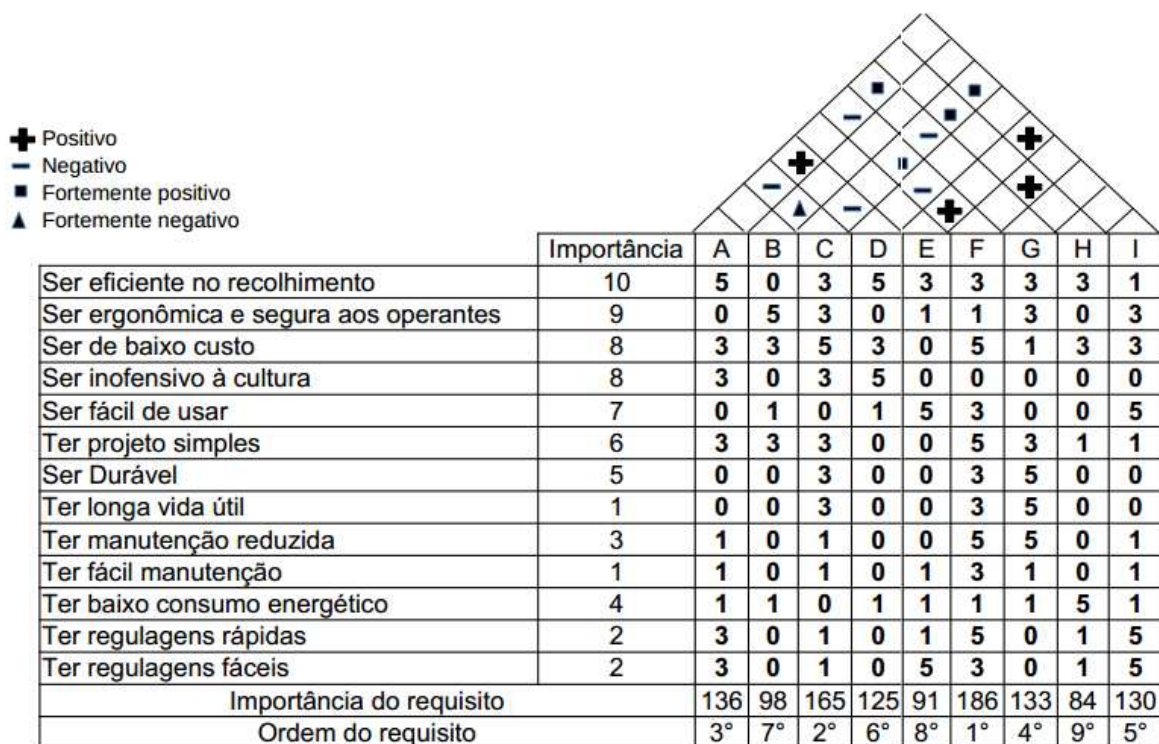 Positivo
Negativo
Fortemente positivo
Fortemente negativo
Importância A B C D E F G H I
Ser eficiente no recolhimento 10 5 0 3 5 3 3 3 3 1
Ser ergonômica e segura aos operantes 9 0 5 3 0 1 1 3 0 3
Ser de baixo custo 8 3 3 5 3 0 5 1 3 3
Ser inofensivo à cultura 8 3 0 3 5 0 0 0 0 0
Ser fácil de usar 7 0 1 0 1 5 3 0 0 5
Ter projeto simples 6 3 3 3 0 0 5 3 1 1
Ser Durável 5 0 0 3 0 0 3 5 0 0
Ter longa vida útil 1 0 0 3 0 0 3 5 0 0
Ter manutenção reduzida 3 1 0 1 0 0 5 5 0 1
Ter fácil manutenção 1 1 0 1 0 1 3 1 0 1
Ter baixo consumo energético 4 1 1 0 1 1 1 1 5 1
Ter regulagens rápidas 2 3 0 1 0 1 5 0 1 5
Ter regulagens fáceis 2 3 0 1 0 5 3 0 1 5
Importância do requisito 136 98 165 125 91 186 133 84 130
Ordem do requisito 3° 7° 2° 6° 8° 1° 4° 9° 5°